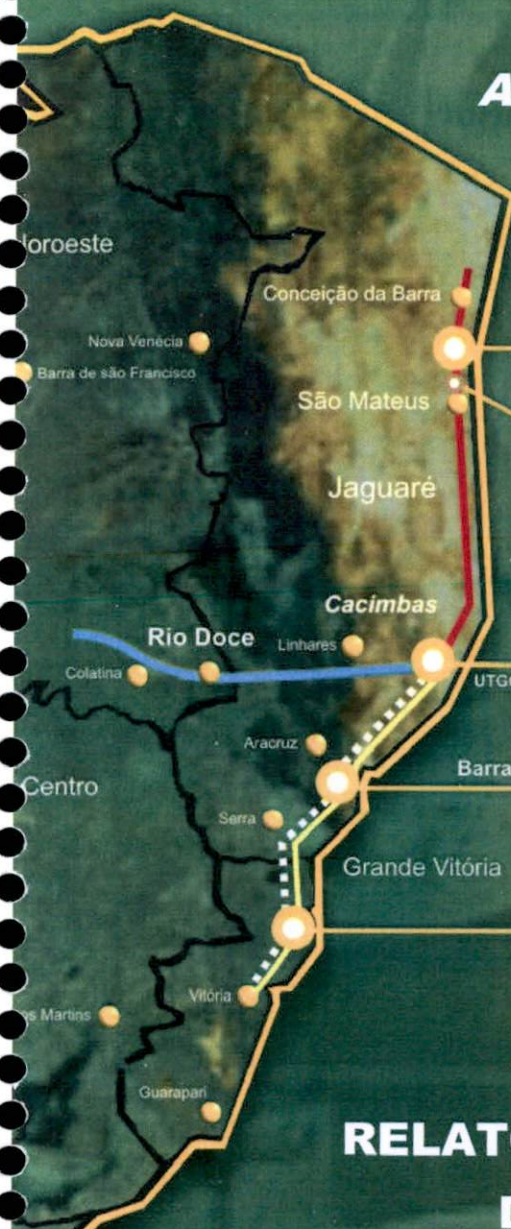 A
oroeste
Conceição da Barra
Nova Venécia
Barra de são Francisco
São Mateus
Jaguaré
Cacimbas
Rio Doce
Linhares
Colatina
UTG
Aracruz
Barra
Centro
Serra
Grande Vitória
Vitória
os Martins
Guarapari
RELAT